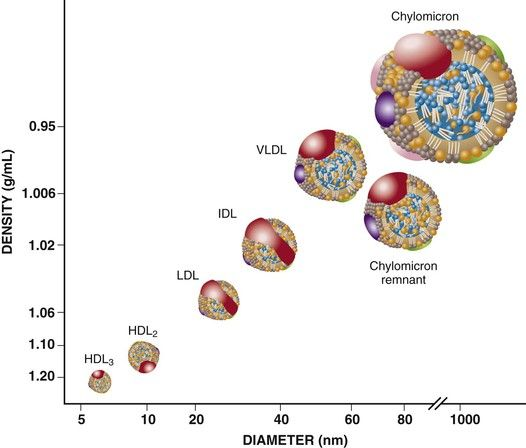 Chylomicron
0.95
VLDL
1.006
IDL
1.02
Chylomicron
remnant
LDL
1.06
HDL₂
1.10
HDL₃
1.20
DENSITY (g/mL)
5 10 20 40 60 80 1000
DIAMETER (nm)